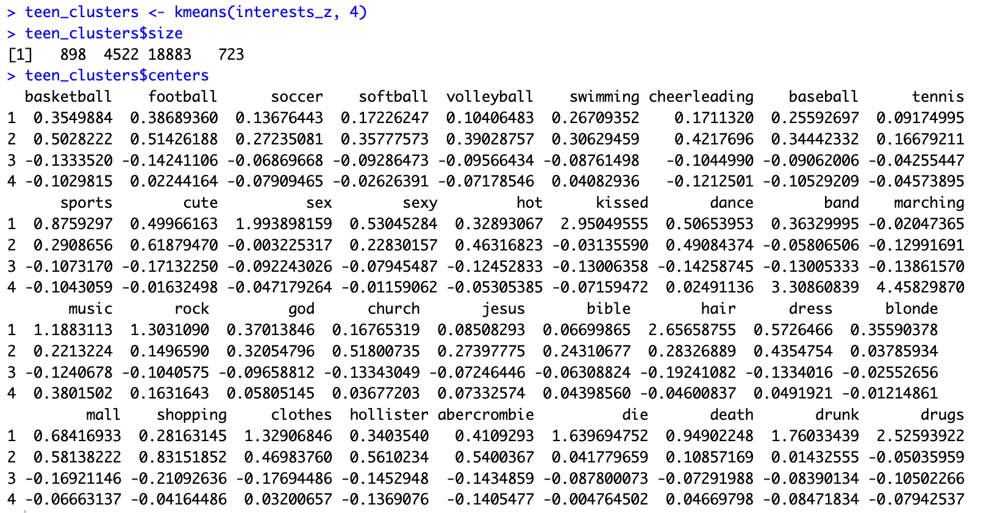 > teen_clusters <- kmeans(interests_z, 4)
> teen_clusters$size
[1]   898  4522 18883   723
> teen_clusters$centers
  basketball    football      soccer    softball  volleyball    swimming cheerleading    baseball      tennis
1  0.3549884  0.38689360  0.13676443  0.17226247  0.10406483  0.26709352    0.1711320  0.25592697  0.09174995
2  0.5028222  0.51426188  0.27235081  0.35777573  0.39028757  0.30629459    0.4217696  0.34442332  0.16679211
3 -0.1333520 -0.14241106 -0.06869668 -0.09286473 -0.09566434 -0.08761498   -0.1044990 -0.09062006 -0.04255447
4 -0.1029815  0.02244164 -0.07909465 -0.02626391 -0.07178546  0.04082936   -0.1212501 -0.10529209 -0.04573895
      sports        cute          sex        sexy         hot      kissed       dance        band    marching
1  0.8759297  0.49966163  1.993898159  0.53045284  0.32893067  2.95049555  0.50653953  0.36329995 -0.02047365
2  0.2908656  0.61879470 -0.003225317  0.22830157  0.46316823 -0.03135590  0.49084374 -0.05806506 -0.12991691
3 -0.1073170 -0.17132250 -0.092243026 -0.07945487 -0.12452833 -0.13006358 -0.14258745 -0.13005333 -0.13861570
4 -0.1043059 -0.01632498 -0.047179264 -0.01159062 -0.05305385 -0.07159472  0.02491136  3.30860839  4.45829870
       music       rock         god      church       jesus       bible        hair      dress      blonde
1  1.1883113  1.3031090  0.37013846  0.16765319  0.08508293  0.06699865  2.65658755  0.5726466  0.35590378
2  0.2213224  0.1496590  0.32054796  0.51800735  0.27397775  0.24310677  0.28326889  0.4354754  0.03785934
3 -0.1240678 -0.1040575 -0.09658812 -0.13343049 -0.07246446 -0.06308824 -0.19241082 -0.1334016 -0.02552656
4  0.3801502  0.1631643  0.05805145  0.03677203  0.07332574  0.04398560 -0.04600837  0.0491921 -0.01214861
         mall    shopping     clothes  hollister abercrombie          die       death       drunk       drugs
1  0.68416933  0.28163145  1.32906846  0.3403540   0.4109293  1.639694752  0.94902248  1.76033439  2.52593922
2  0.58138222  0.83151852  0.46983760  0.5610234   0.5400367  0.041779659  0.10857169  0.01432555 -0.05035959
3 -0.16921146 -0.21092636 -0.17694486 -0.1452948  -0.1434859 -0.087800073 -0.07291988 -0.08390134 -0.10502266
4 -0.06663137 -0.04164486  0.03200657 -0.1369076  -0.1405477 -0.004764502  0.04669798 -0.08471834 -0.07942537